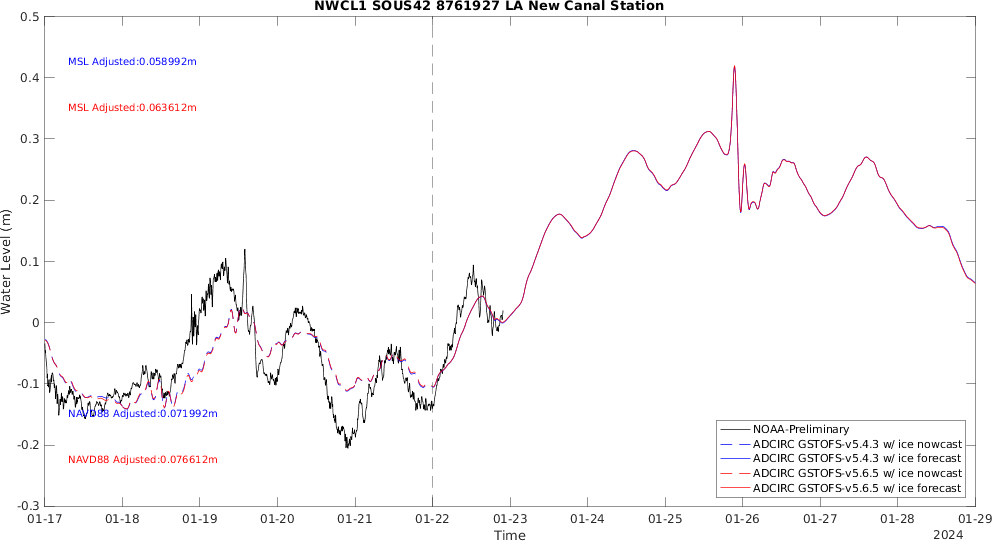 NWCL1 SOUS42 8761927 LA New Canal Station
0.5
0.4
0.3
0.2
0.1
0
-0.1
-0.2
-0.3
Water Level (m)
MSL Adjusted:0.058992m
MSL Adjusted:0.063612m
NAVD88 Adjusted:0.071992m
NAVD88 Adjusted:0.076612m
NOAA-Preliminary
ADCIRC GSTOFS-v5.4.3 w/ ice nowcast
ADCIRC GSTOFS-v5.4.3 w/ ice forecast
ADCIRC GSTOFS-v5.6.5 w/ ice nowcast
ADCIRC GSTOFS-v5.6.5 w/ ice forecast
01-17 01-18 01-19 01-20 01-21 01-22 01-23 01-24 01-25 01-26 01-27 01-28 01-29
Time
2024